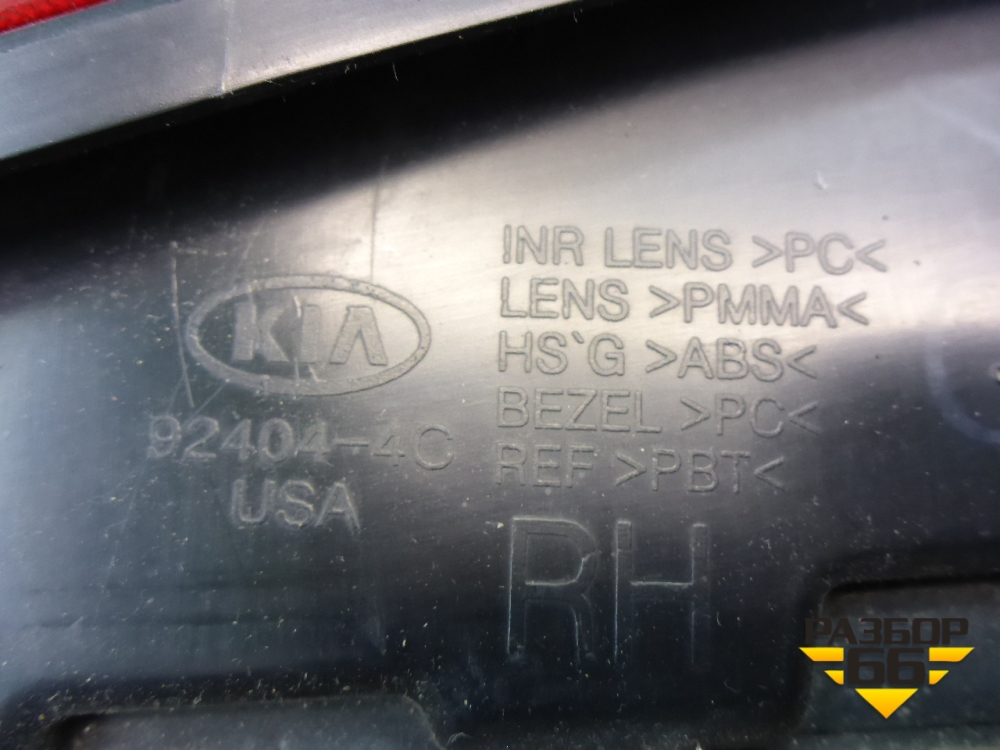 INR LENS >PC<
LENS >PMMA<
HS`G >ABS<
BEZEL >PC<
REF >PBT<
KIA
92404-4C
USA
RH
РАЗБОР
66